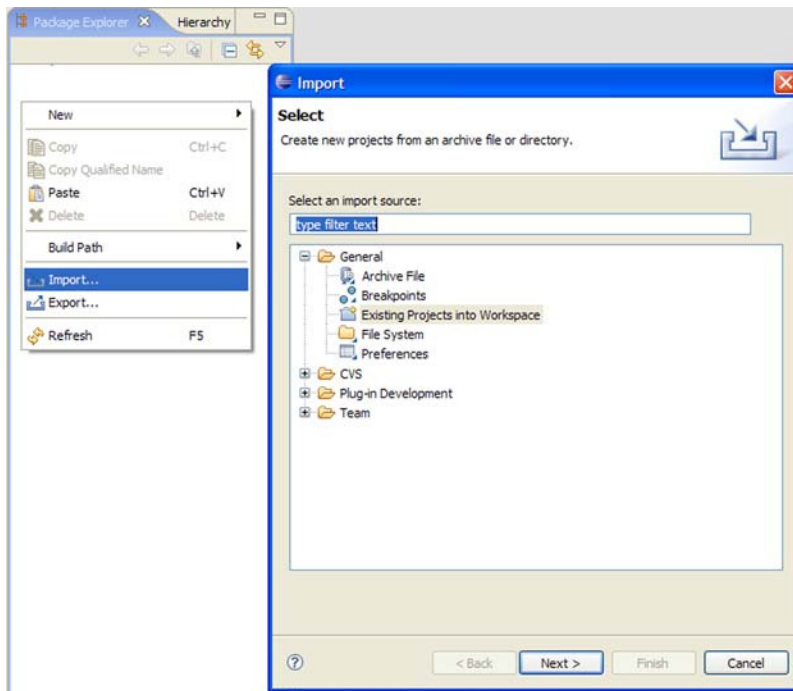 Package Explorer
Hierarchy
New
Copy Ctrl+C
Copy Qualified Name
Paste Ctrl+V
Delete Delete
Build Path
Import...
Export...
Refresh F5
Import
Select
Create new projects from an archive file or directory.
Select an import source:
type filter text
General
Archive File
Breakpoints
Existing Projects into Workspace
File System
Preferences
CVS
Plug-in Development
Team
< Back Next > Finish Cancel